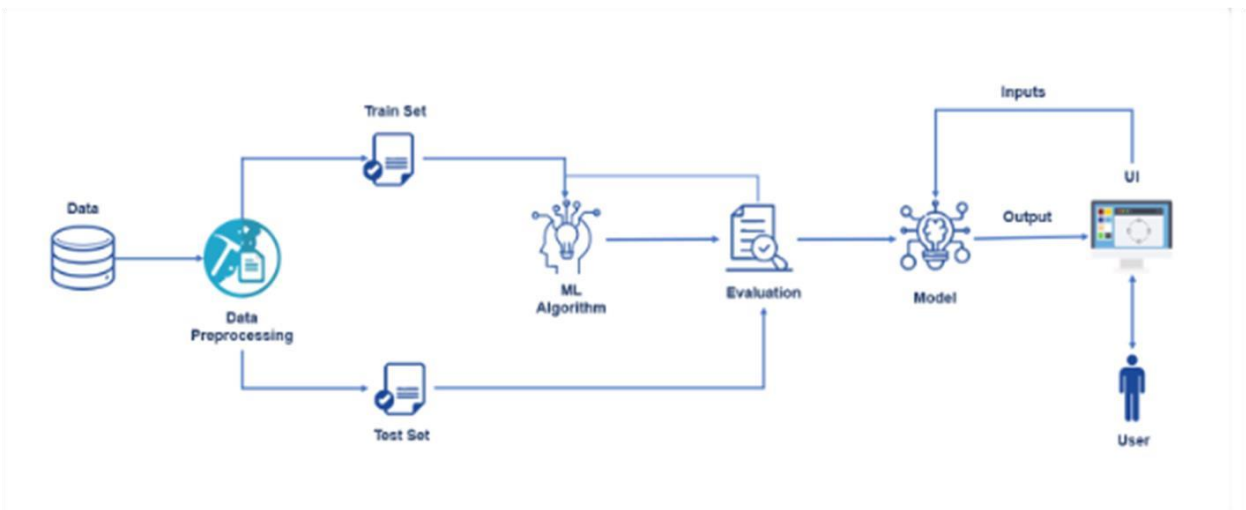 Train Set
Inputs
UI
Data
Output
ML
Algorithm
Evaluation
Model
Data
Preprocessing
Test Set
User